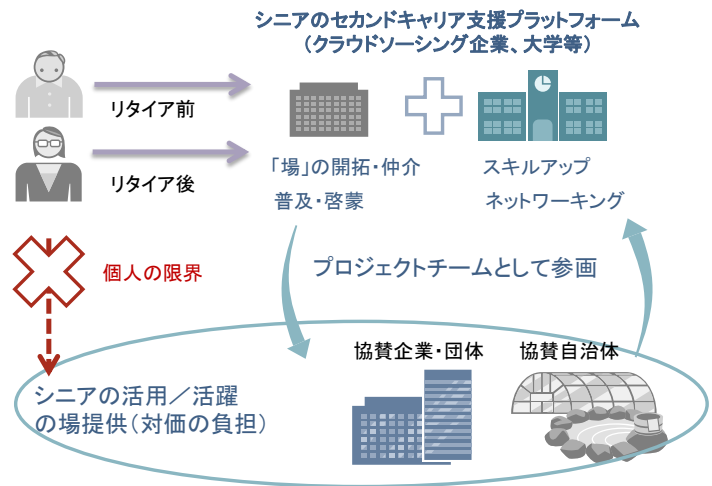 シニアのセカンドキャリア支援プラットフォーム
(クラウドソーシング企業、大学等)
リタイア前
リタイア後
「場」の開拓・仲介
普及・啓蒙
スキルアップ
ネットワーキング
個人の限界
プロジェクトチームとして参画
協賛企業・団体
協賛自治体
シニアの活用／活躍
の場提供(対価の負担)